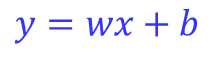 y = wx + b